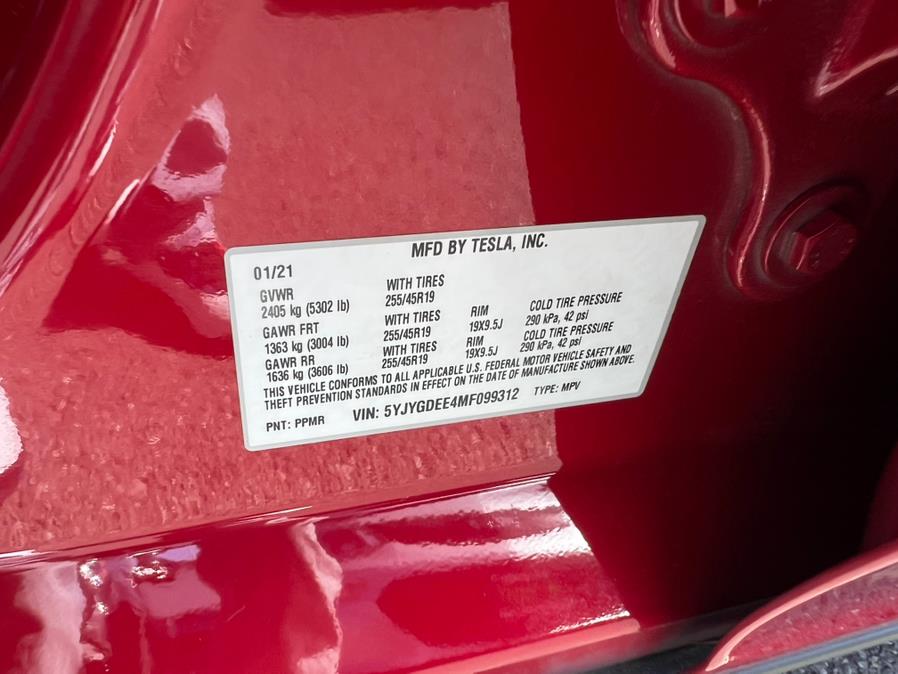 MFD BY TESLA, INC.
01/21
GVWR WITH TIRES
2405 kg (5302 lb) 255/45R19
GAWR FRT WITH TIRES RIM COLD TIRE PRESSURE
1363 kg (3004 lb) 255/45R19 19X9.5J 290 kPa, 42 psi
GAWR RR WITH TIRES RIM COLD TIRE PRESSURE
1636 kg (3606 lb) 255/45R19 19X9.5J 290 kPa, 42 psi
THIS VEHICLE CONFORMS TO ALL APPLICABLE U.S. FEDERAL MOTOR VEHICLE SAFETY AND
THEFT PREVENTION STANDARDS IN EFFECT ON THE DATE OF MANUFACTURE SHOWN ABOVE.
PNT: PPMR VIN: 5YJYGDEE4MF099312 TYPE: MPV